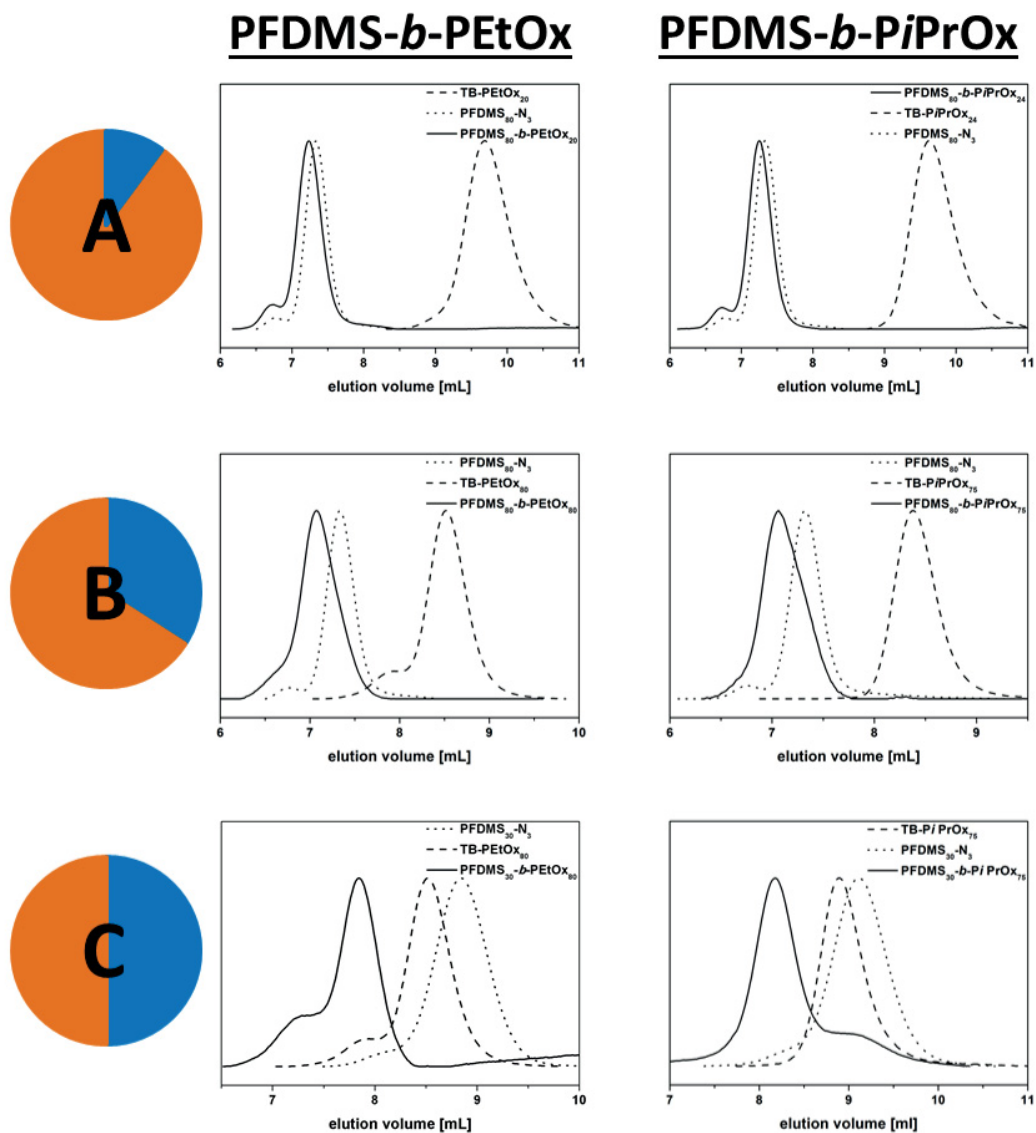 PFDMS-b-PEtOx
PFDMS-b-PiPrOx
A
TB-PEtOx₂₀
PFDMS₈₀-N₃
PFDMS₈₀-b-PEtOx₂₀
6 7 8 9 10 11
elution volume [mL]
PFDMS₈₀-b-PiPrOx₂₄
TB-PiPrOx₂₄
PFDMS₈₀-N₃
6 7 8 9 10 11
elution volume [mL]
B
PFDMS₈₀-N₃
TB-PEtOx₈₀
PFDMS₈₀-b-PEtOx₈₀
6 7 8 9 10
elution volume [mL]
PFDMS₈₀-N₃
TB-PiPrOx₇₅
PFDMS₈₀-b-PiPrOx₇₅
6 7 8 9
elution volume [mL]
C
PFDMS₃₀-N₃
TB-PEtOx₈₀
PFDMS₃₀-b-PEtOx₈₀
7 8 9 10
elution volume [mL]
TB-Pi PrOx₇₅
PFDMS₃₀-N₃
PFDMS₃₀-b-Pi PrOx₇₅
7 8 9 10 11
elution volume [ml]